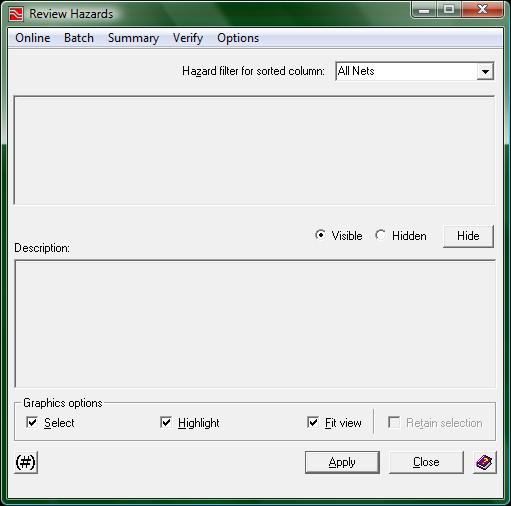 Review Hazards
Online Batch Summary Verify Options
Hazard filter for sorted column: All Nets
Visible Hidden Hide
Description:
Graphics options
Select Highlight Fit view Retain selection
(#) Apply Close ?